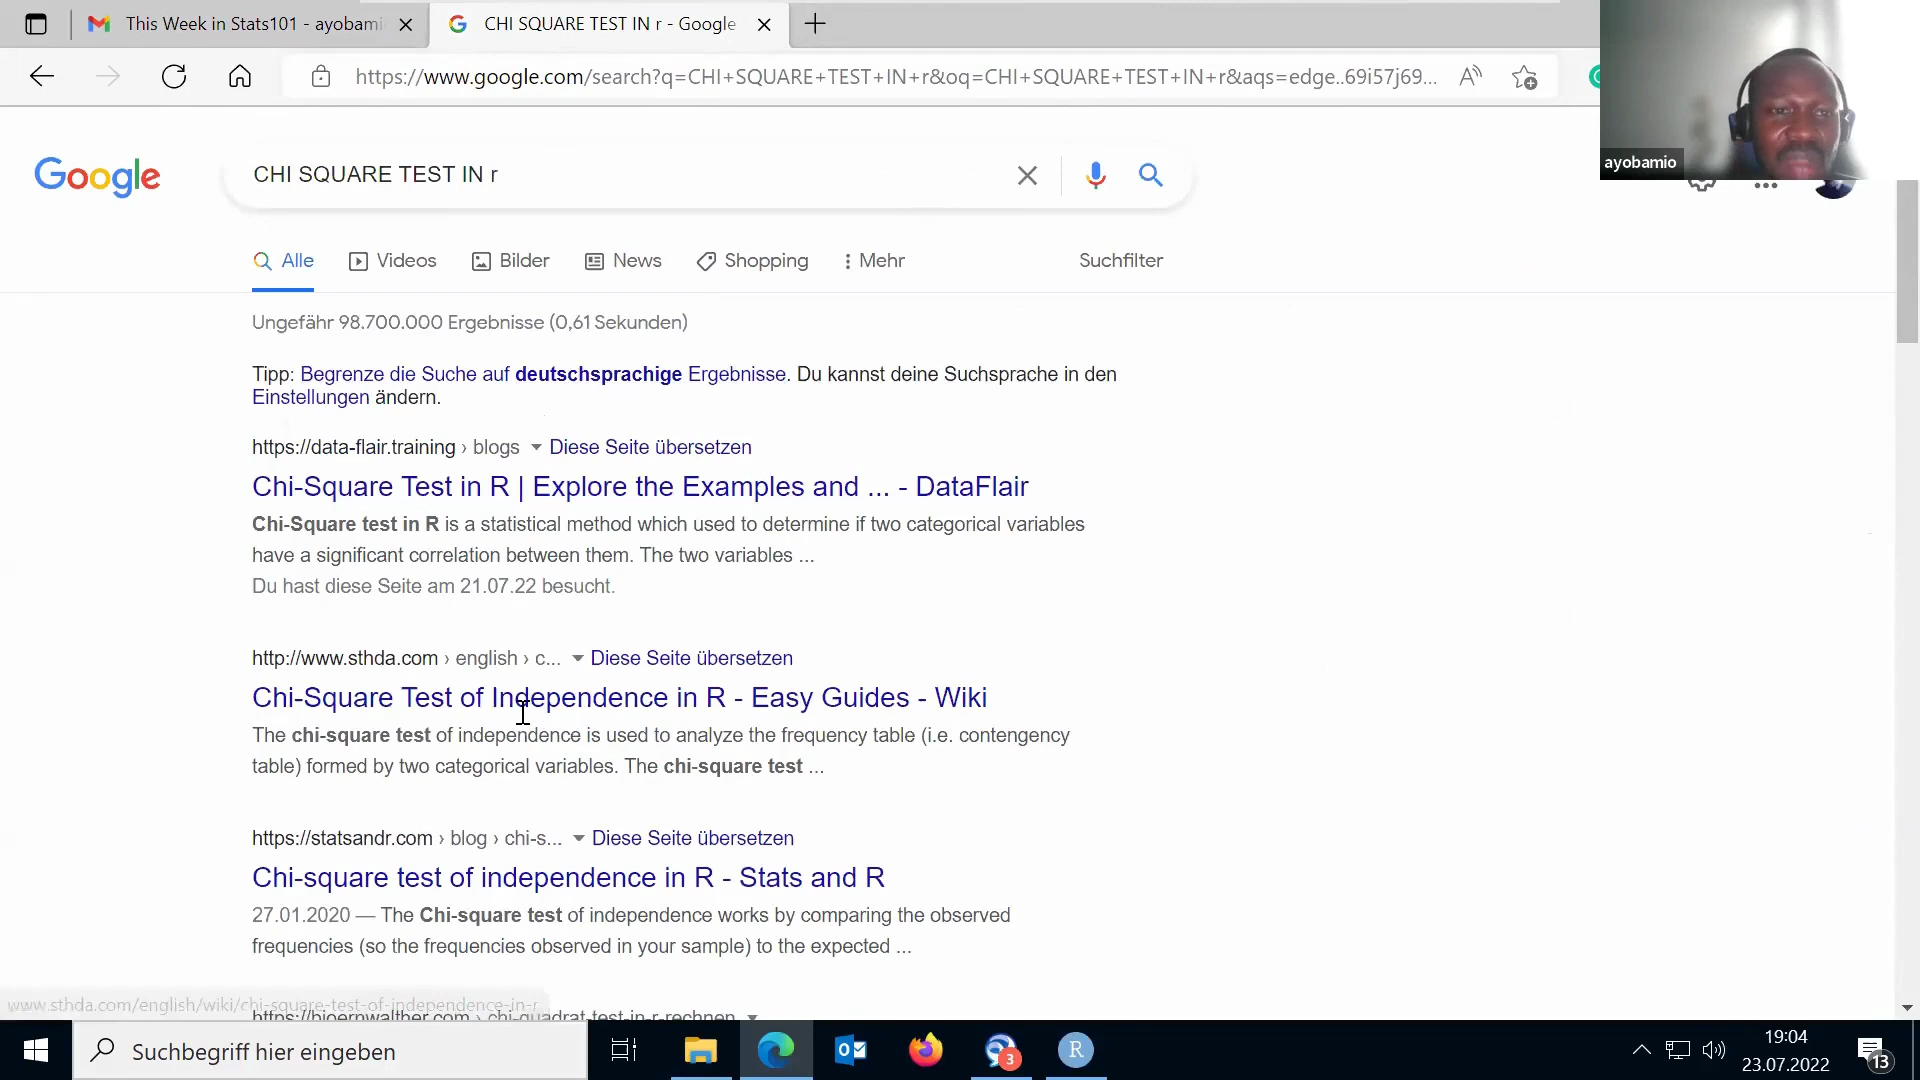 This Week in Stats101 - ayobami
CHI SQUARE TEST IN r - Google
https://www.google.com/search?q=CHI+SQUARE+TEST+IN+r&oq=CHI+SQUARE+TEST+IN+r&aqs=edge..69i57j69...
ayobamio
Google
CHI SQUARE TEST IN r
Alle
Videos
Bilder
News
Shopping
Mehr
Suchfilter
Ungefähr 98.700.000 Ergebnisse (0,61 Sekunden)
Tipp: Begrenze die Suche auf deutschsprachige Ergebnisse. Du kannst deine Suchsprache in den
Einstellungen ändern.
https://data-flair.training › blogs Diese Seite übersetzen
Chi-Square Test in R | Explore the Examples and ... - DataFlair
Chi-Square test in R is a statistical method which used to determine if two categorical variables
have a significant correlation between them. The two variables ...
Du hast diese Seite am 21.07.22 besucht.
http://www.sthda.com › english › c... Diese Seite übersetzen
Chi-Square Test of Independence in R - Easy Guides - Wiki
The chi-square test of independence is used to analyze the frequency table (i.e. contengency
table) formed by two categorical variables. The chi-square test ...
https://statsandr.com › blog › chi-s... Diese Seite übersetzen
Chi-square test of independence in R - Stats and R
27.01.2020 — The Chi-square test of independence works by comparing the observed
frequencies (so the frequencies observed in your sample) to the expected ...
www.sthda.com/english/wiki/chi-square-test-of-independence-in-r
https://bjoernwalther.com › chi-quadrat-test-in-r-rechnen
Suchbegriff hier eingeben
3
R
19:04
23.07.2022
13